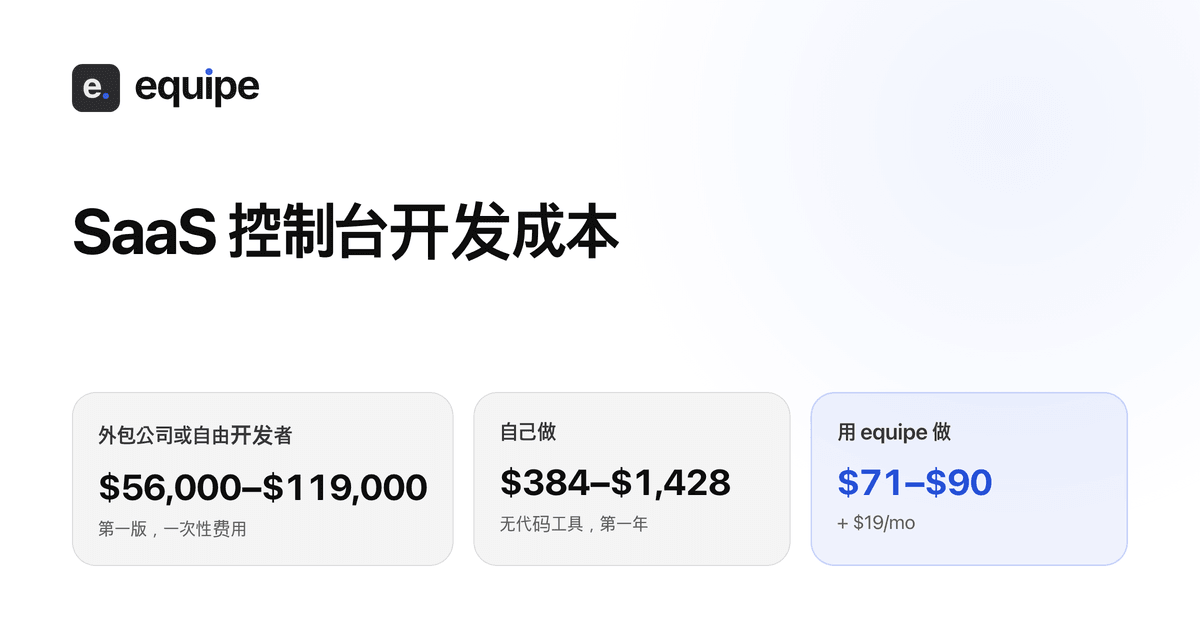 e.
equipe
SaaS 控制台开发成本
外包公司或自由开发者
$56,000–$119,000
第一版，一次性费用
自己做
$384–$1,428
无代码工具，第一年
用 equipe 做
$71–$90
+ $19/mo